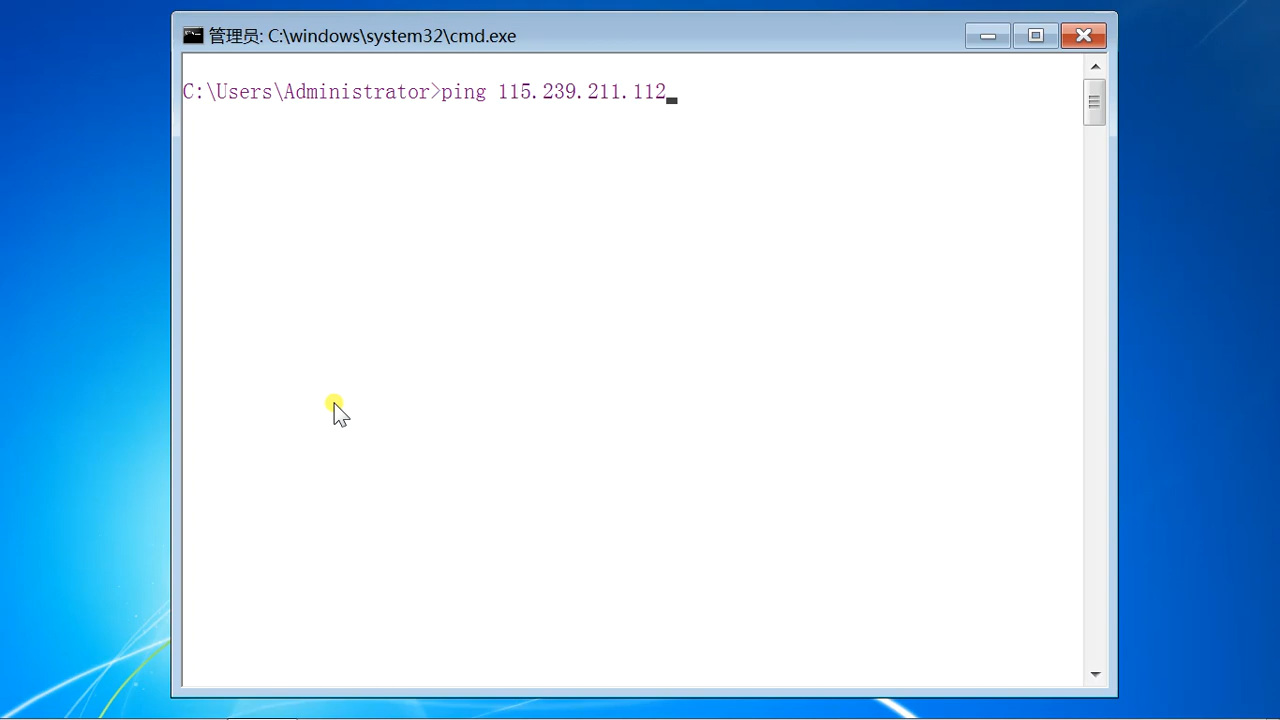 管理员: C:\windows\system32\cmd.exe
C:\Users\Administrator>ping 115.239.211.112